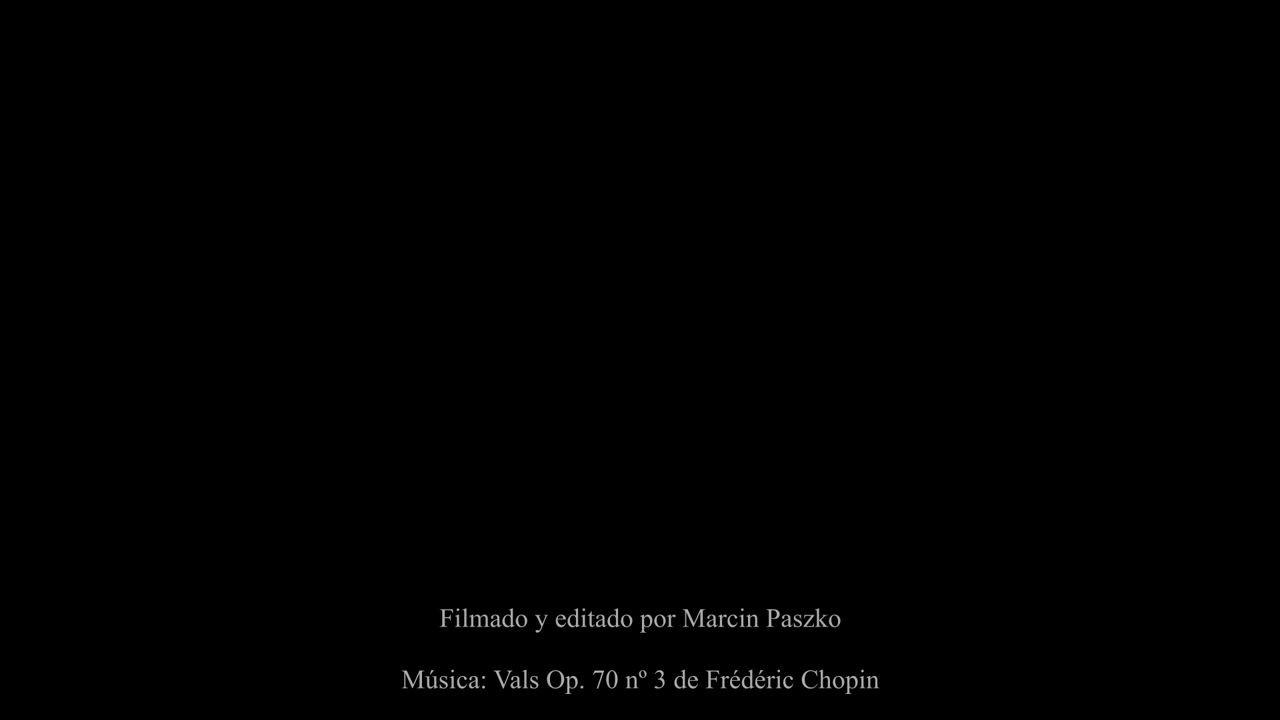 Filmado y editado por Marcin Paszko
Música: Vals Op. 70 nº 3 de Frédéric Chopin